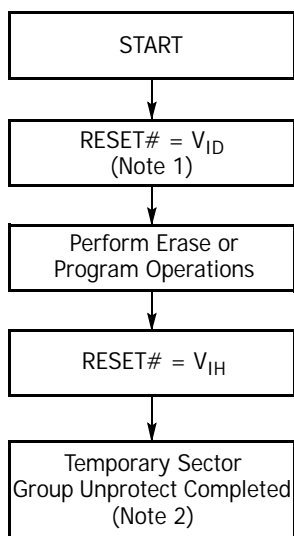 START
RESET# = VID
(Note 1)
Perform Erase or
Program Operations
RESET# = VIH
Temporary Sector
Group Unprotect Completed
(Note 2)